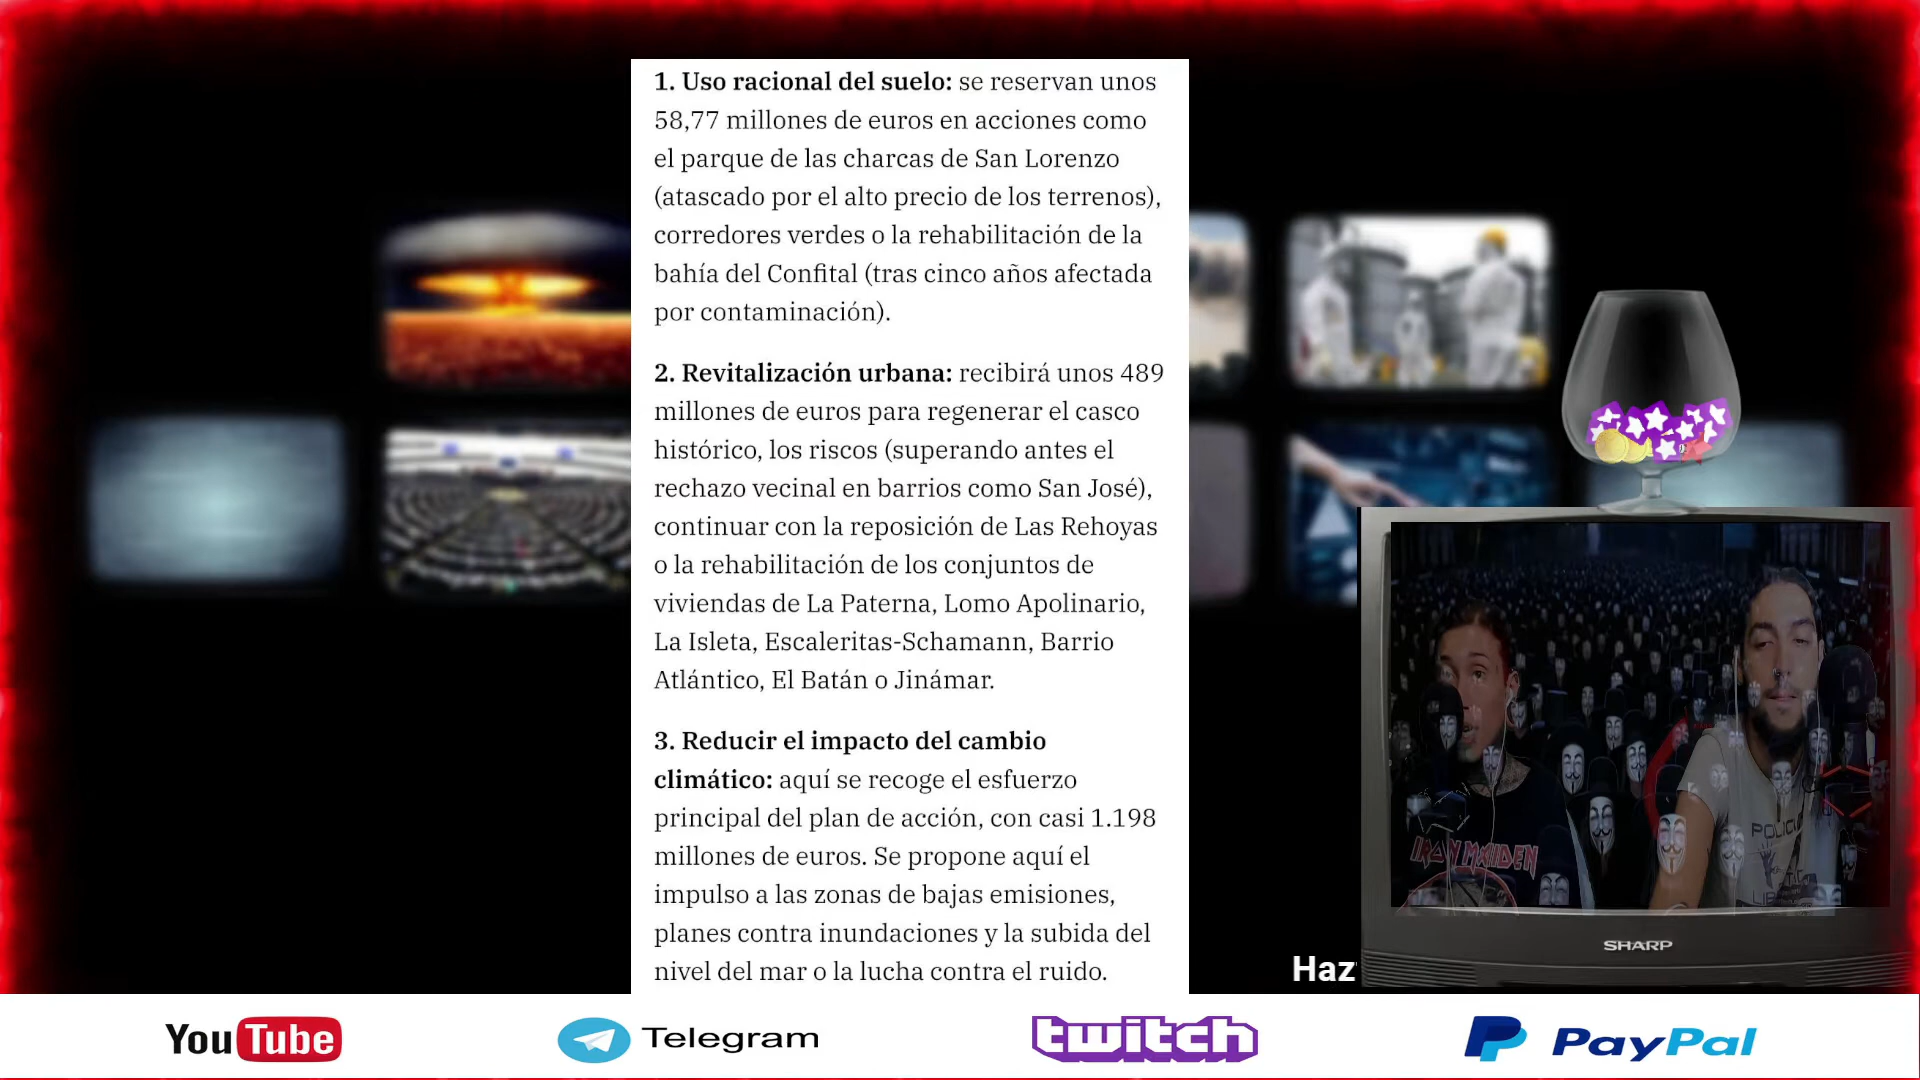 1. Uso racional del suelo: se reservan unos
58,77 millones de euros en acciones como
el parque de las charcas de San Lorenzo
(atascado por el alto precio de los terrenos),
corredores verdes o la rehabilitación de la
bahía del Confital (tras cinco años afectada
por contaminación).
2. Revitalización urbana: recibirá unos 489
millones de euros para regenerar el casco
histórico, los riscos (superando antes el
rechazo vecinal en barrios como San José),
continuar con la reposición de Las Rehoyas
o la rehabilitación de los conjuntos de
viviendas de La Paterna, Lomo Apolinario,
La Isleta, Escaleritas-Schamann, Barrio
Atlántico, El Batán o Jinámar.
3. Reducir el impacto del cambio
climático: aquí se recoge el esfuerzo
principal del plan de acción, con casi 1.198
millones de euros. Se propone aquí el
impulso a las zonas de bajas emisiones,
planes contra inundaciones y la subida del
nivel del mar o la lucha contra el ruido.
IRON MAIDEN
SHARP
Haz
YouTube
Telegram
twitch
PayPal